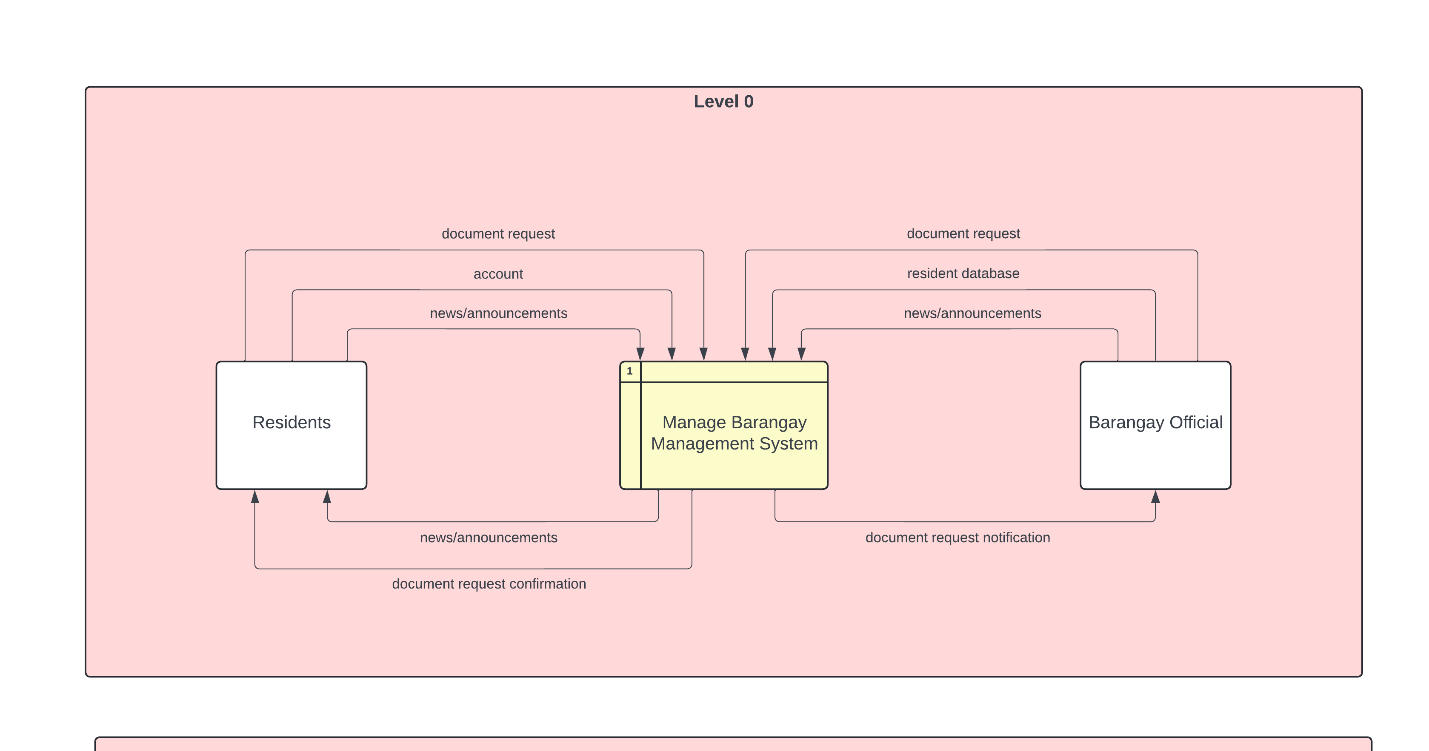 Level 0
document request
document request
account
resident database
news/announcements
news/announcements
1
Residents
Manage Barangay
Management System
Barangay Official
news/announcements
document request notification
document request confirmation